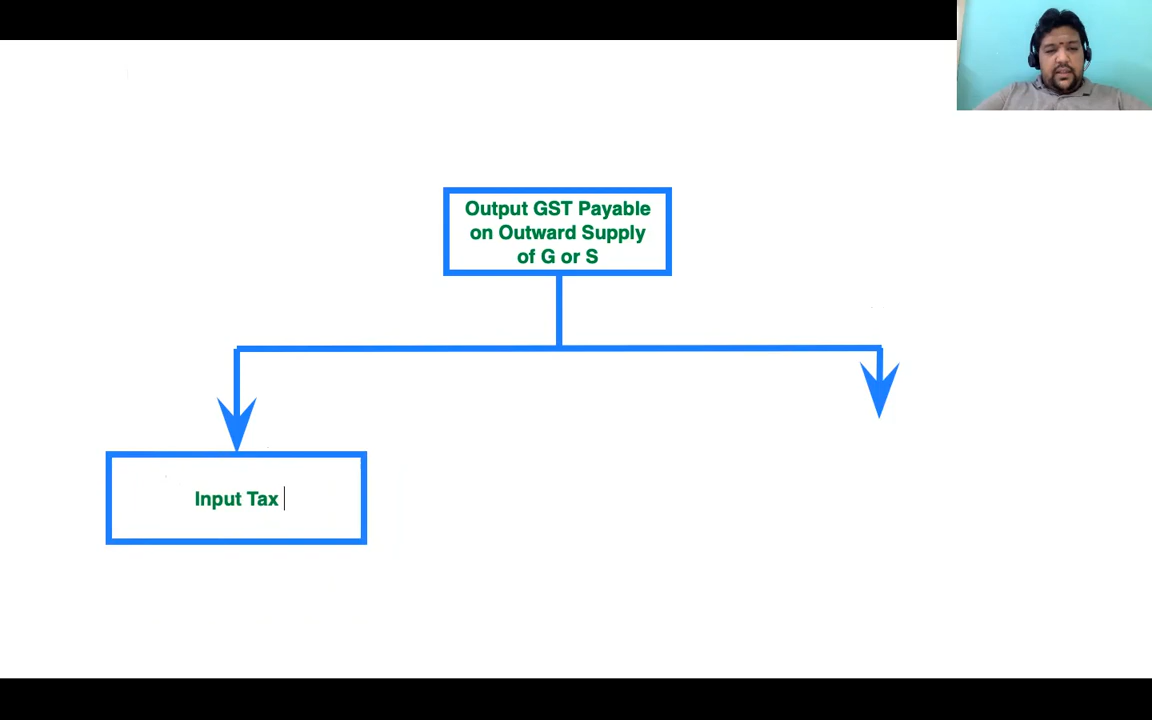 Output GST Payable
on Outward Supply
of G or S
Input Tax